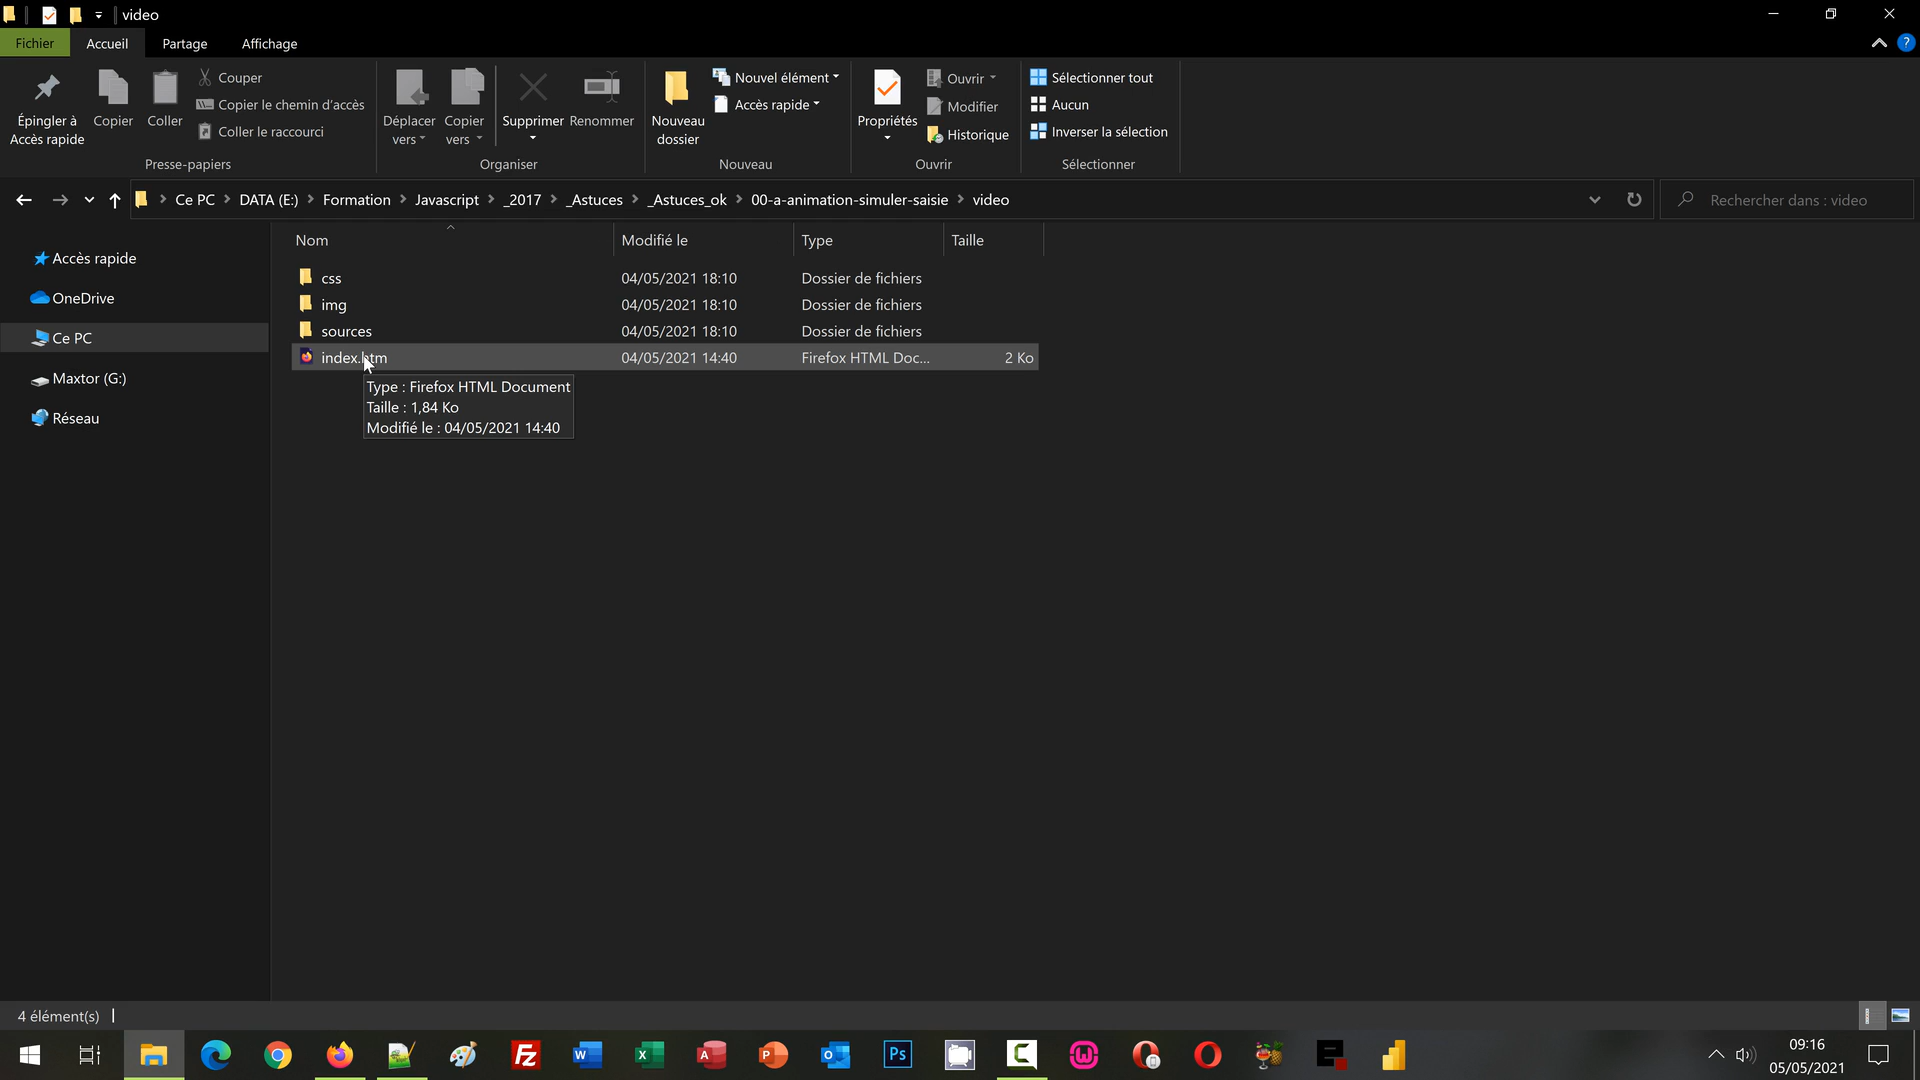 video
Fichier
Accueil
Partage
Affichage
?
Épingler à
Accès rapide
Copier
Coller
Couper
Copier le chemin d'accès
Coller le raccourci
Presse-papiers
Déplacer
vers
Copier
vers
Supprimer
Renommer
Organiser
Nouveau
dossier
Nouvel élément
Accès rapide
Nouveau
Propriétés
Ouvrir
Modifier
Historique
Ouvrir
Sélectionner tout
Aucun
Inverser la sélection
Sélectionner
Ce PC > DATA (E:) > Formation > Javascript > _2017 > _Astuces > _Astuces_ok > 00-a-animation-simuler-saisie > video
Rechercher dans : video
Accès rapide
OneDrive
Ce PC
Maxtor (G:)
Réseau
Nom Modifié le Type Taille
css 04/05/2021 18:10 Dossier de fichiers
img 04/05/2021 18:10 Dossier de fichiers
sources 04/05/2021 18:10 Dossier de fichiers
index.htm 04/05/2021 14:40 Firefox HTML Doc... 2 Ko
Type : Firefox HTML Document
Taille : 1,84 Ko
Modifié le : 04/05/2021 14:40
4 élément(s)
09:16
05/05/2021